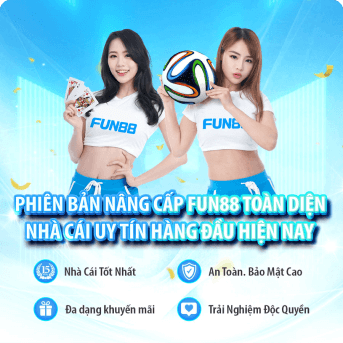 FUN88
FUN88
PHIÊN BẢN NÂNG CẤP FUN88 TOÀN DIỆN
NHÀ CÁI UY TÍN HÀNG ĐẦU HIỆN NAY
15
Nhà Cái Tốt Nhất
An Toàn. Bảo Mật Cao
Đa dạng khuyến mãi
Trải Nghiệm Độc Quyền